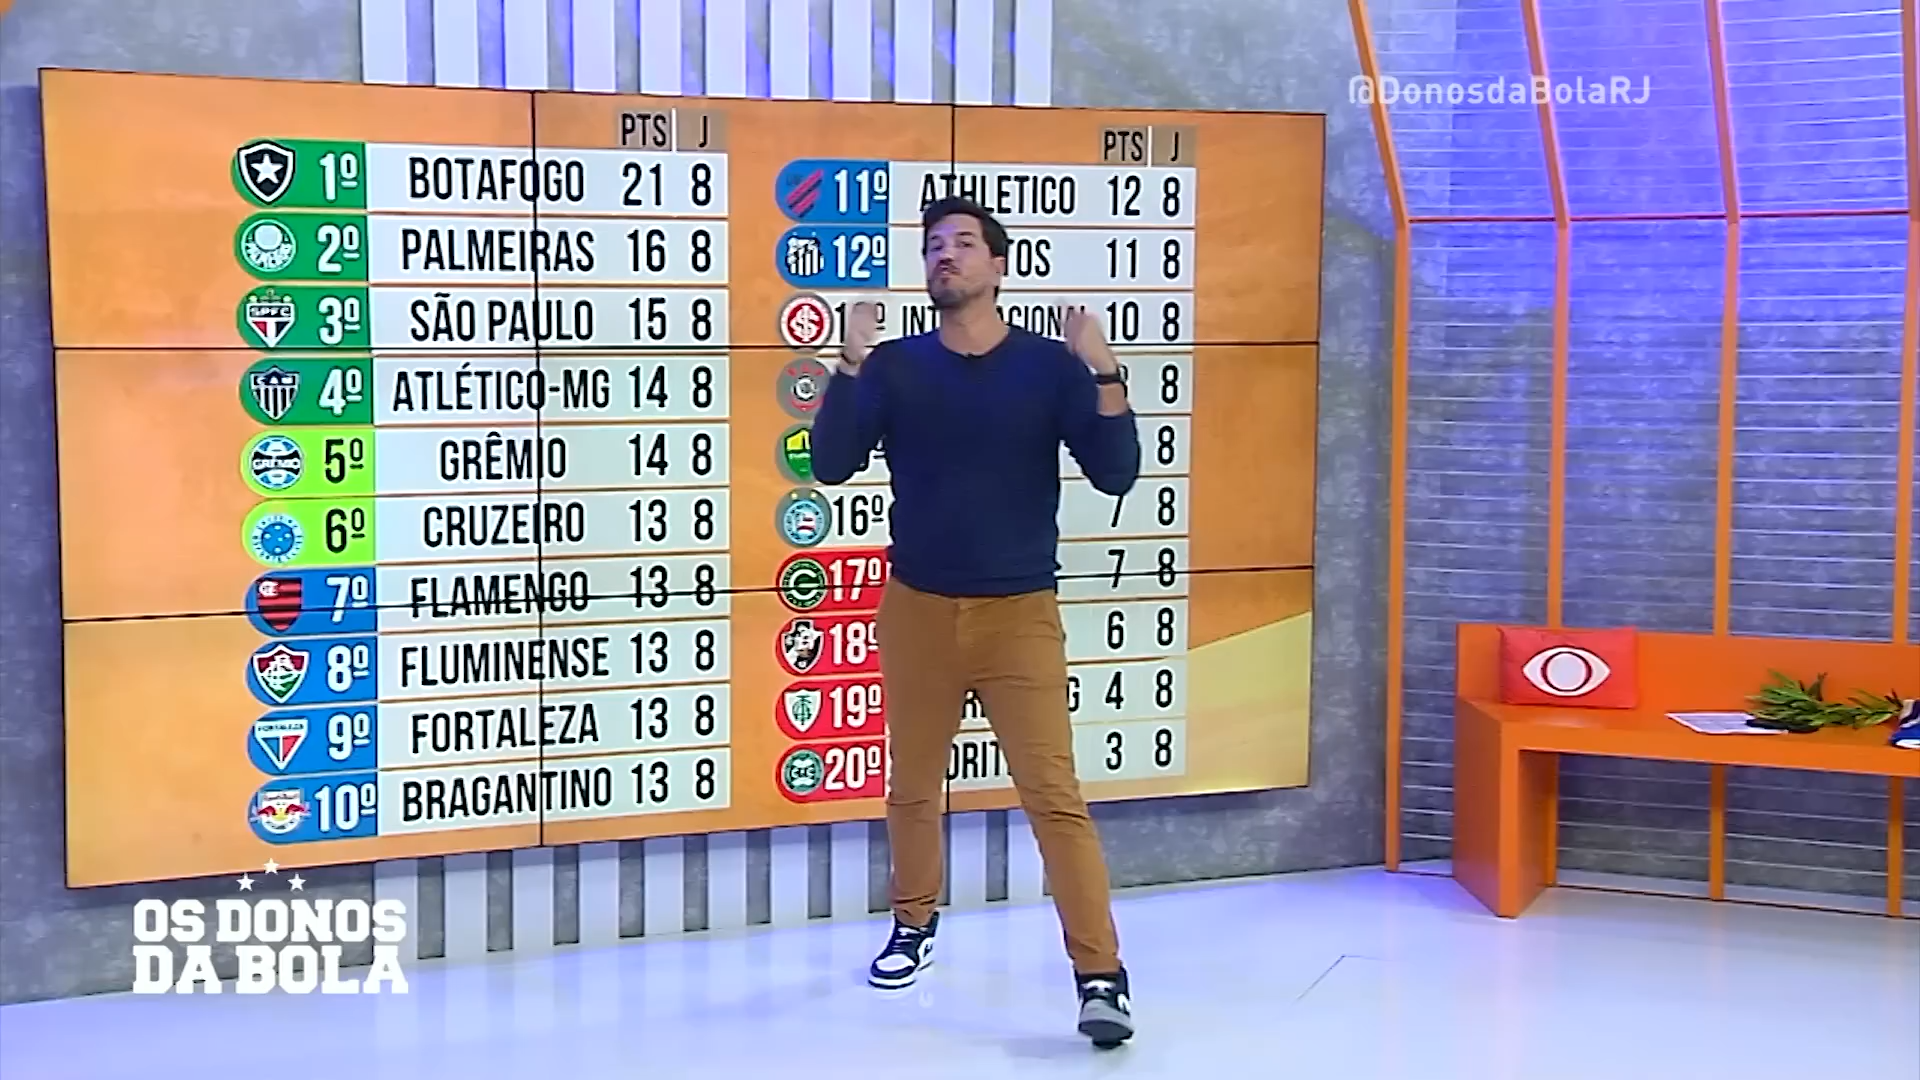 @DonosdaBolaRJ
PTS J
1º BOTAFOGO 21 8
2º PALMEIRAS 16 8
3º SÃO PAULO 15 8
4º ATLÉTICO-MG 14 8
5º GRÊMIO 14 8
6º CRUZEIRO 13 8
7º FLAMENGO 13 8
8º FLUMINENSE 13 8
9º FORTALEZA 13 8
10º BRAGANTINO 13 8
PTS J
11º ATHLETICO 12 8
12º TOS 11 8
10 8
8
8
16º 7 8
17º 7 8
18º 6 8
19º G 4 8
20º ORIT 3 8
OS DONOS
DA BOLA